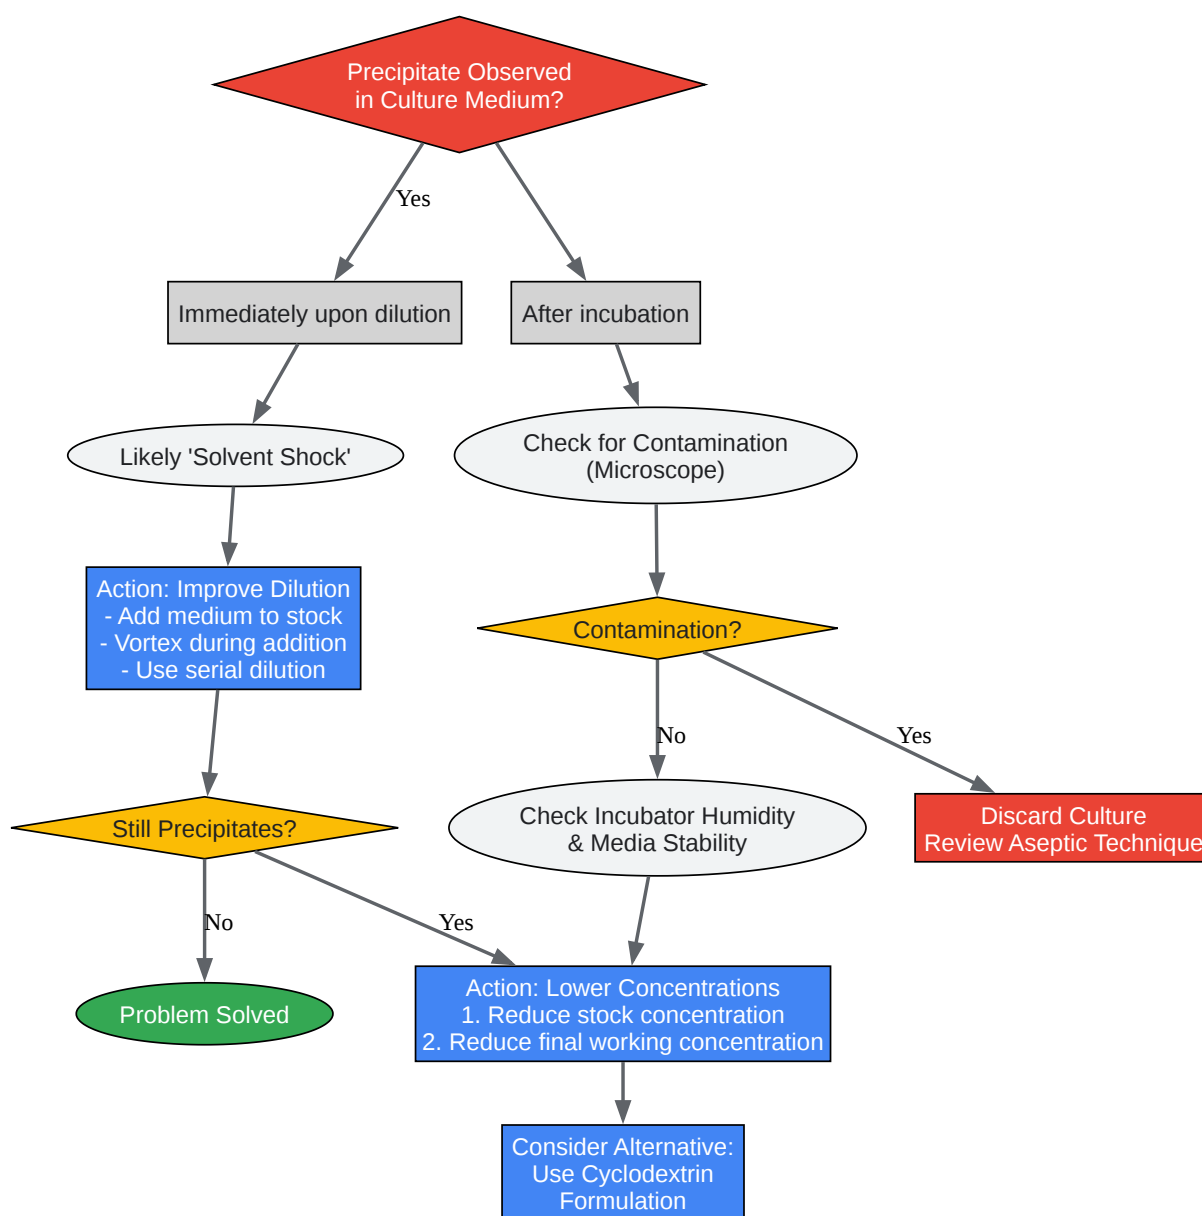 Precipitate Observed
in Culture Medium?
Yes
Immediately upon dilution
After incubation
Likely 'Solvent Shock'
Check for Contamination
(Microscope)
Action: Improve Dilution
- Add medium to stock
- Vortex during addition
- Use serial dilution
Contamination?
No
Yes
Still Precipitates?
Check Incubator Humidity
& Media Stability
Discard Culture
Review Aseptic Technique
No
Yes
Problem Solved
Action: Lower Concentrations
1. Reduce stock concentration
2. Reduce final working concentration
Consider Alternative:
Use Cyclodextrin
Formulation